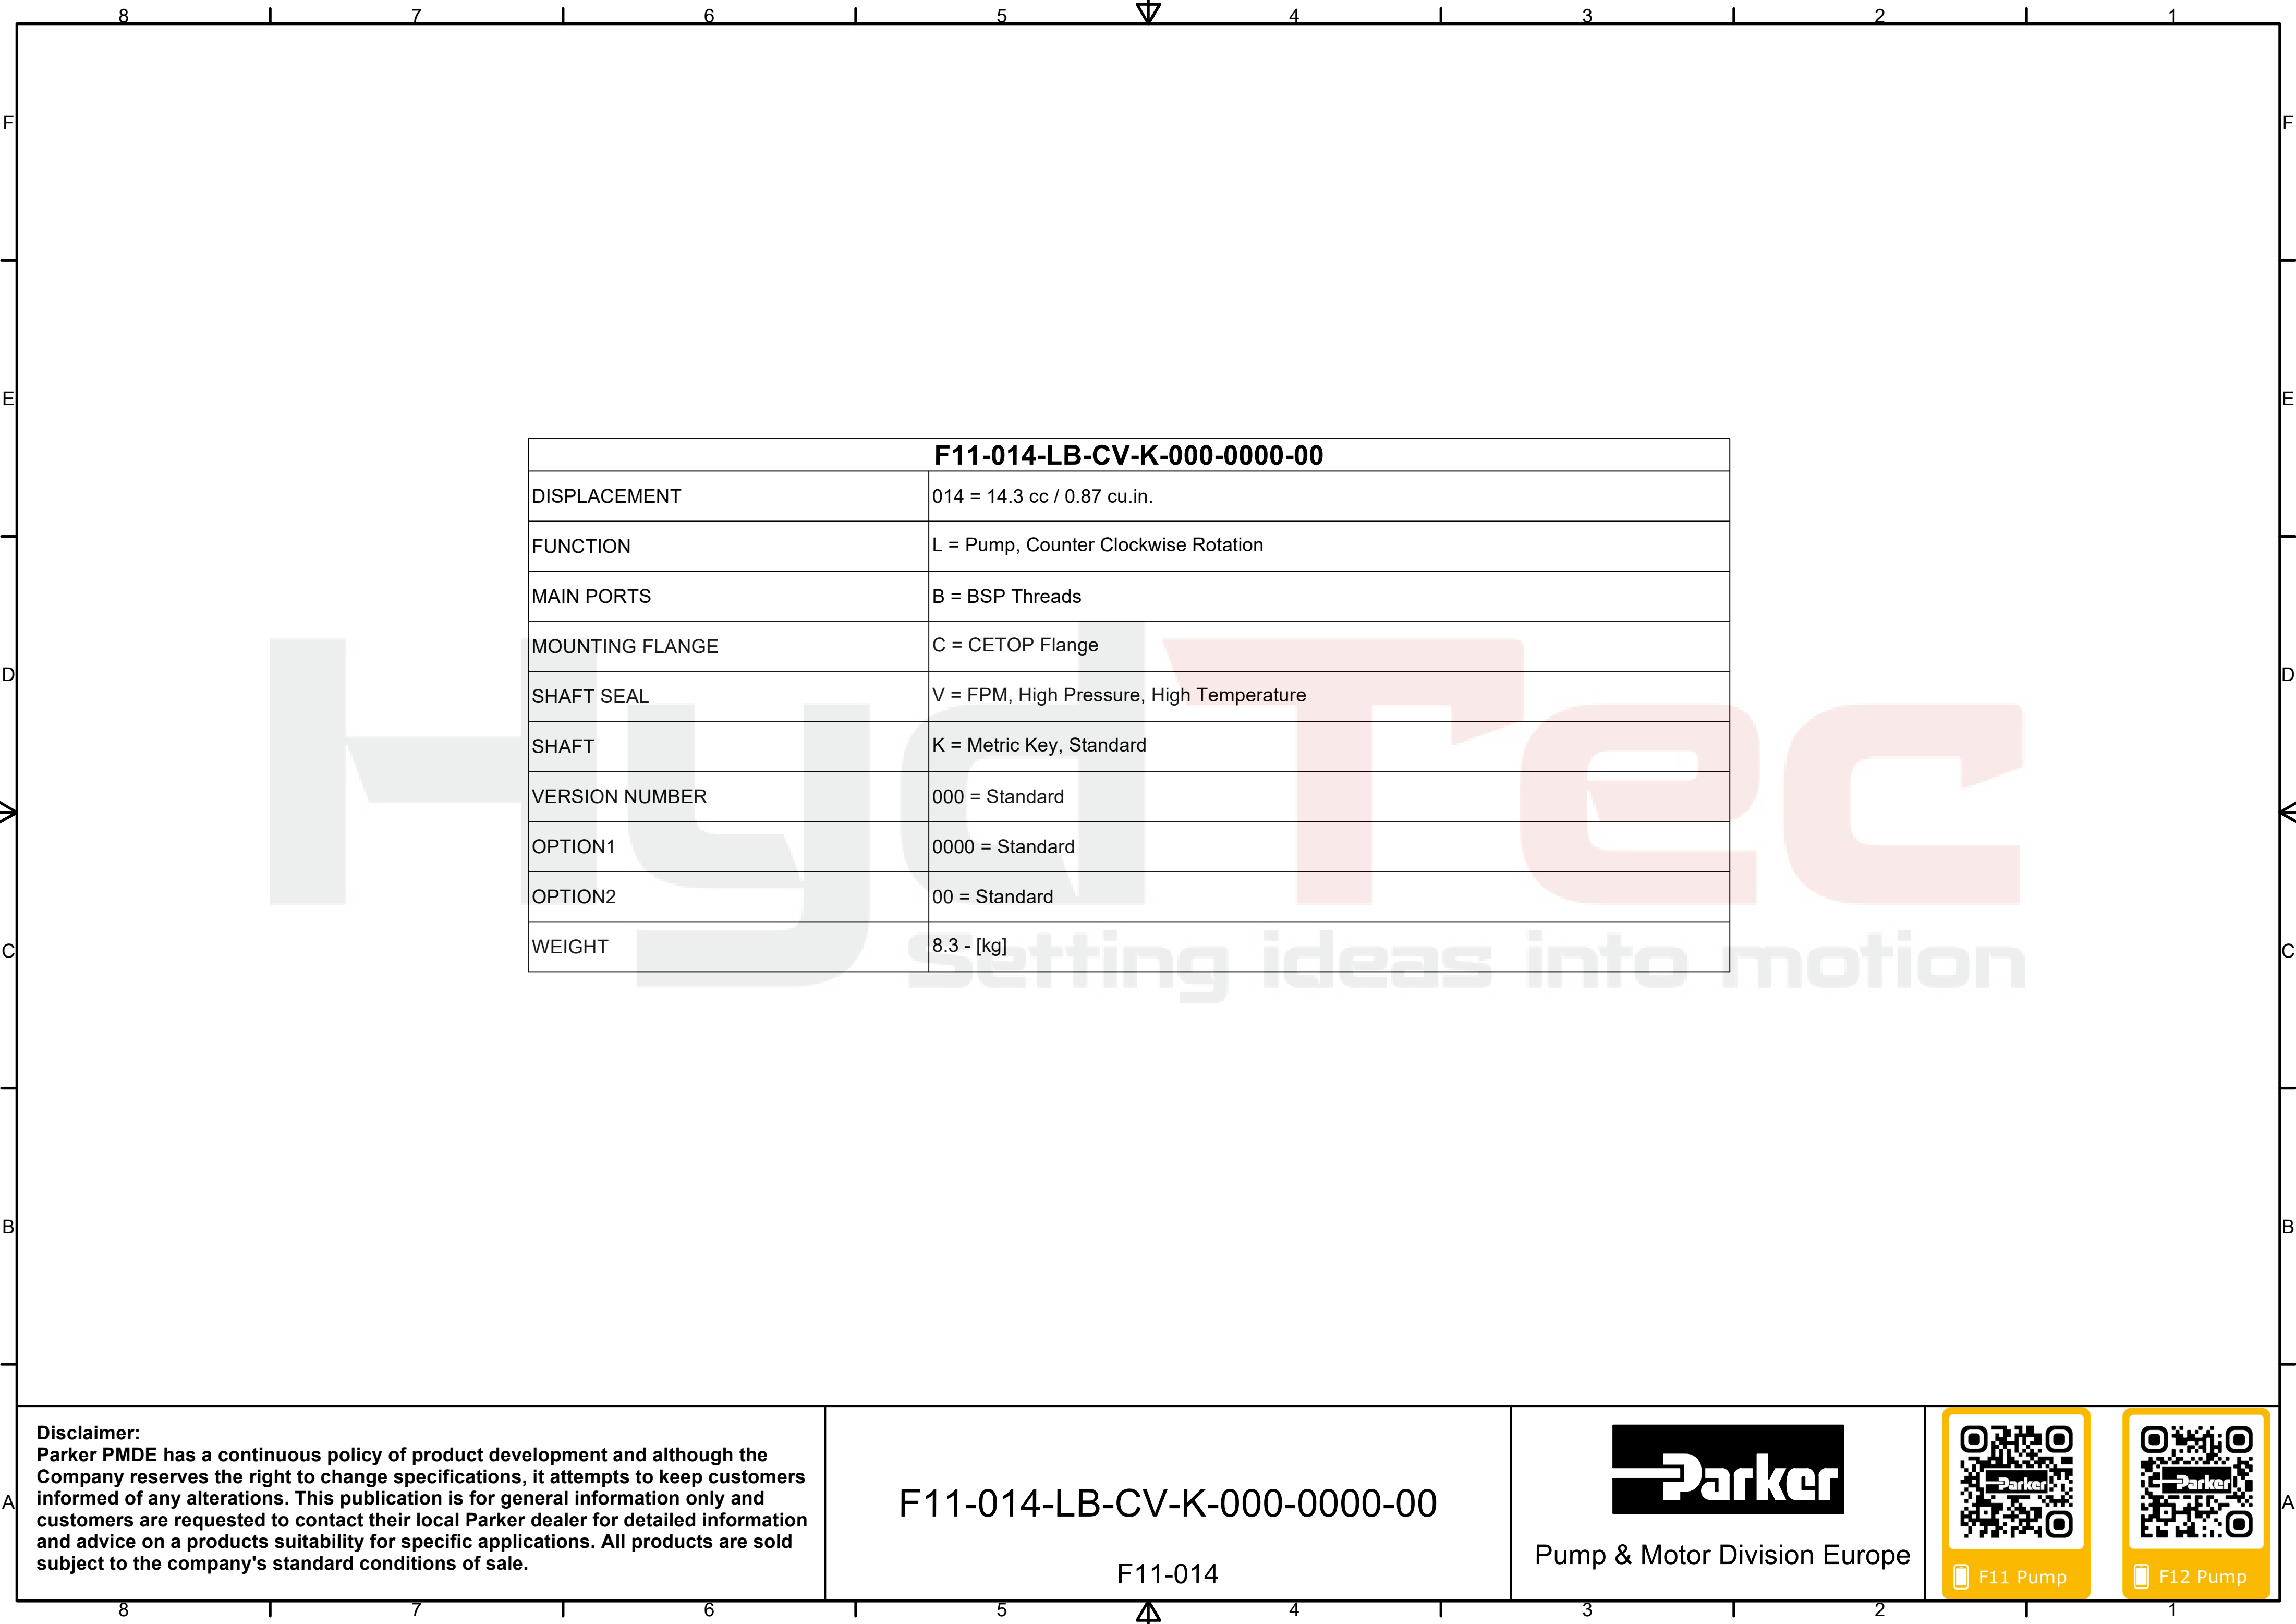 8 7 6 5 4 3 2 1
F F
E E
F11-014-LB-CV-K-000-0000-00
DISPLACEMENT 014 = 14.3 cc / 0.87 cu.in.
FUNCTION L = Pump, Counter Clockwise Rotation
MAIN PORTS B = BSP Threads
MOUNTING FLANGE C = CETOP Flange
D D
SHAFT SEAL V = FPM, High Pressure, High Temperature
SHAFT K = Metric Key, Standard
VERSION NUMBER 000 = Standard
OPTION1 0000 = Standard
OPTION2 00 = Standard
WEIGHT 8.3 - [kg]
HydTec
Setting ideas into motion
C C
B B
Disclaimer:
Parker PMDE has a continuous policy of product development and although the
Company reserves the right to change specifications, it attempts to keep customers
informed of any alterations. This publication is for general information only and
customers are requested to contact their local Parker dealer for detailed information
and advice on a products suitability for specific applications. All products are sold
subject to the company's standard conditions of sale.
A A
F11-014-LB-CV-K-000-0000-00
F11-014
Parker
Pump & Motor Division Europe
Parker
F11 Pump
Parker
F12 Pump
8 7 6 5 4 3 2 1